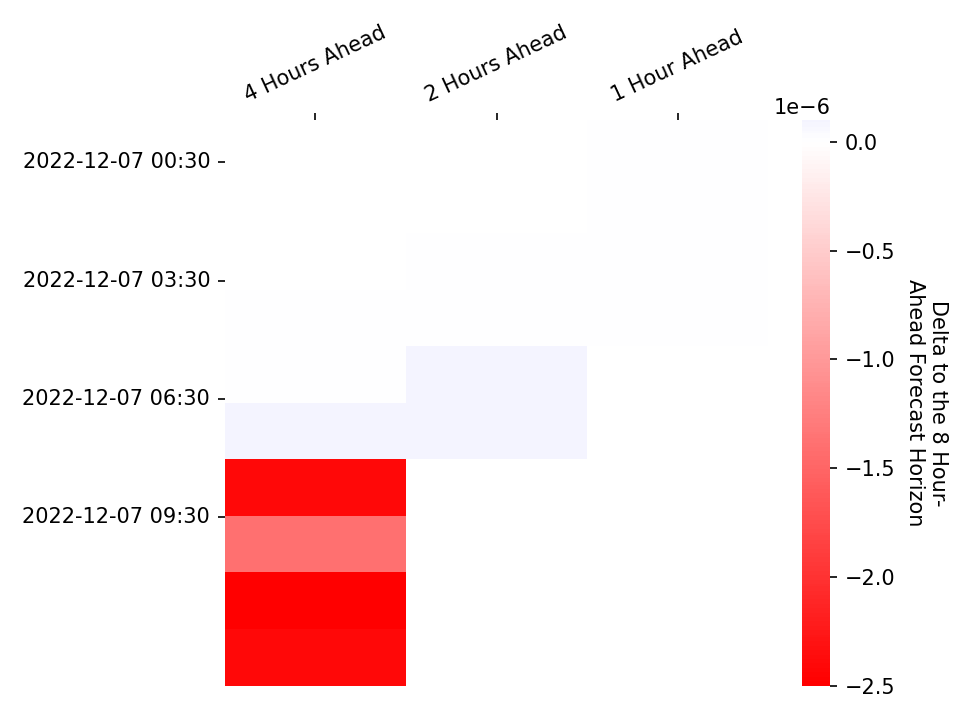 4 Hours Ahead
2 Hours Ahead
1 Hour Ahead
1e−6
2022-12-07 00:30
2022-12-07 03:30
2022-12-07 06:30
2022-12-07 09:30
0.0
−0.5
−1.0
−1.5
−2.0
−2.5
Delta to the 8 Hour-
Ahead Forecast Horizon